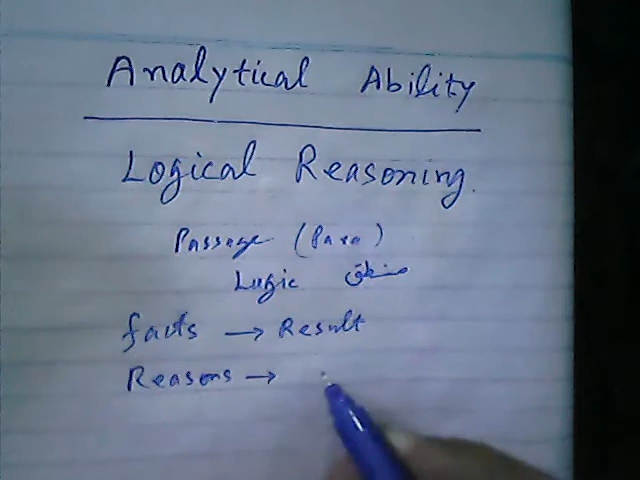 Analytical Ability
Logical Reasoning.
Passage (Para)
Logic منطق
facts → Result
Reasons →